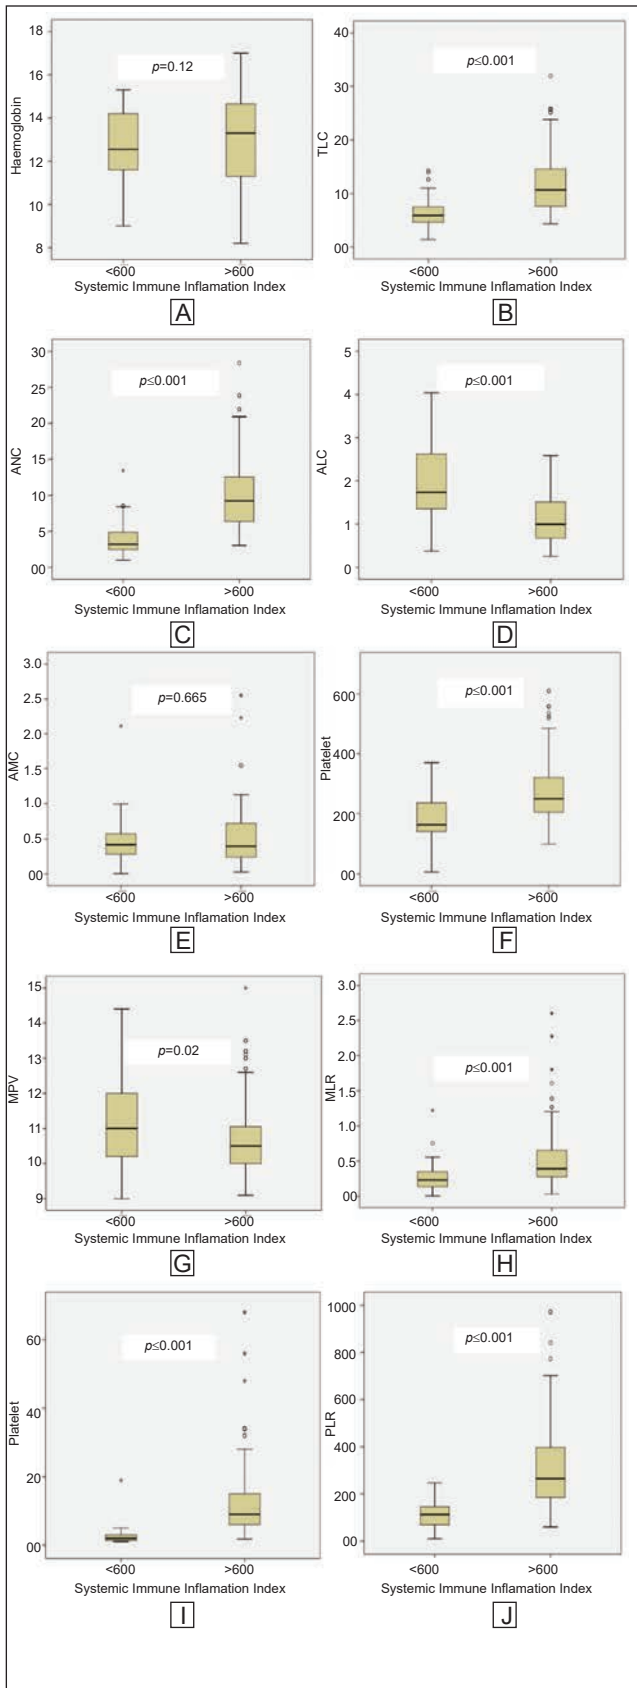 18
16
14
12
10
8
Haemoglobin
p=0.12
<600
>600
Systemic Immune Inflamation Index
A
40
30
20
10
00
TLC
p≤0.001
<600
>600
Systemic Immune Inflamation Index
B
30
25
20
15
10
5
00
ANC
p≤0.001
<600
>600
Systemic Immune Inflamation Index
C
5
4
3
2
1
0
ALC
p≤0.001
<600
>600
Systemic Immune Inflamation Index
D
3.0
2.5
2.0
1.5
1.0
0.5
00
AMC
p=0.665
<600
>600
Systemic Immune Inflamation Index
E
600
400
200
00
Platelet
p≤0.001
<600
>600
Systemic Immune Inflamation Index
F
15
14
13
12
11
10
9
MPV
p=0.02
<600
>600
Systemic Immune Inflamation Index
G
3.0
2.5
2.0
1.5
1.0
0.5
00
MLR
p≤0.001
<600
>600
Systemic Immune Inflamation Index
H
60
40
20
00
Platelet
p≤0.001
<600
>600
Systemic Immune Inflamation Index
I
1000
800
600
400
200
00
PLR
p≤0.001
<600
>600
Systemic Immune Inflamation Index
J